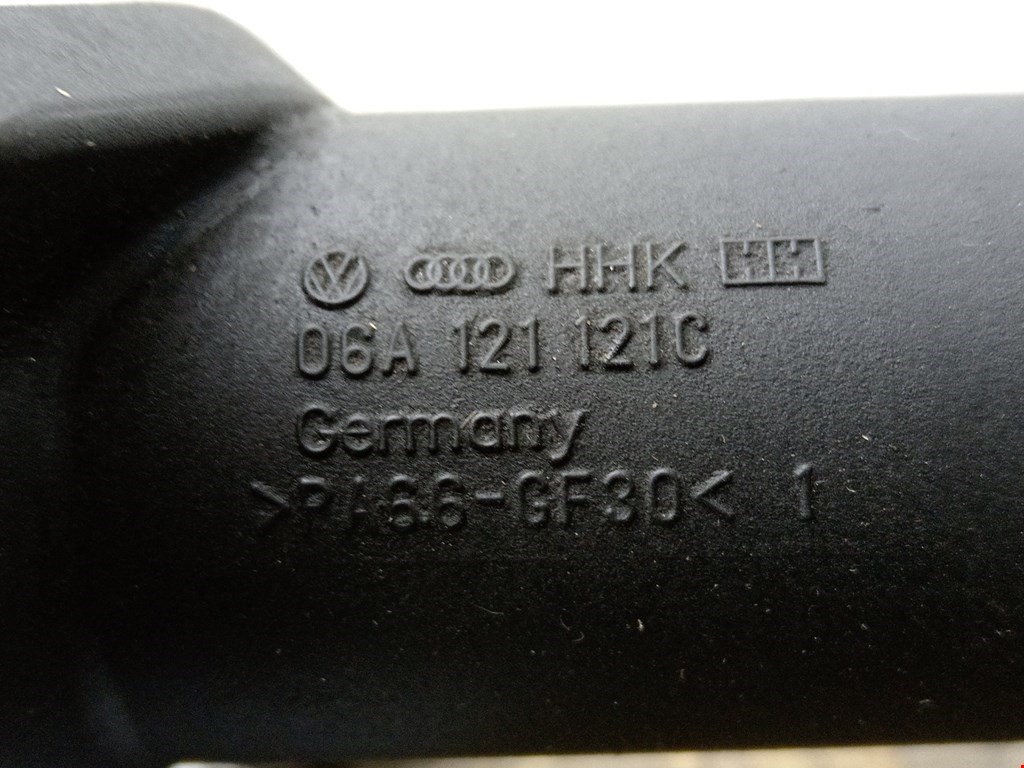 HHK
06A 121 121C
Germany
>PA66-GF30< 1